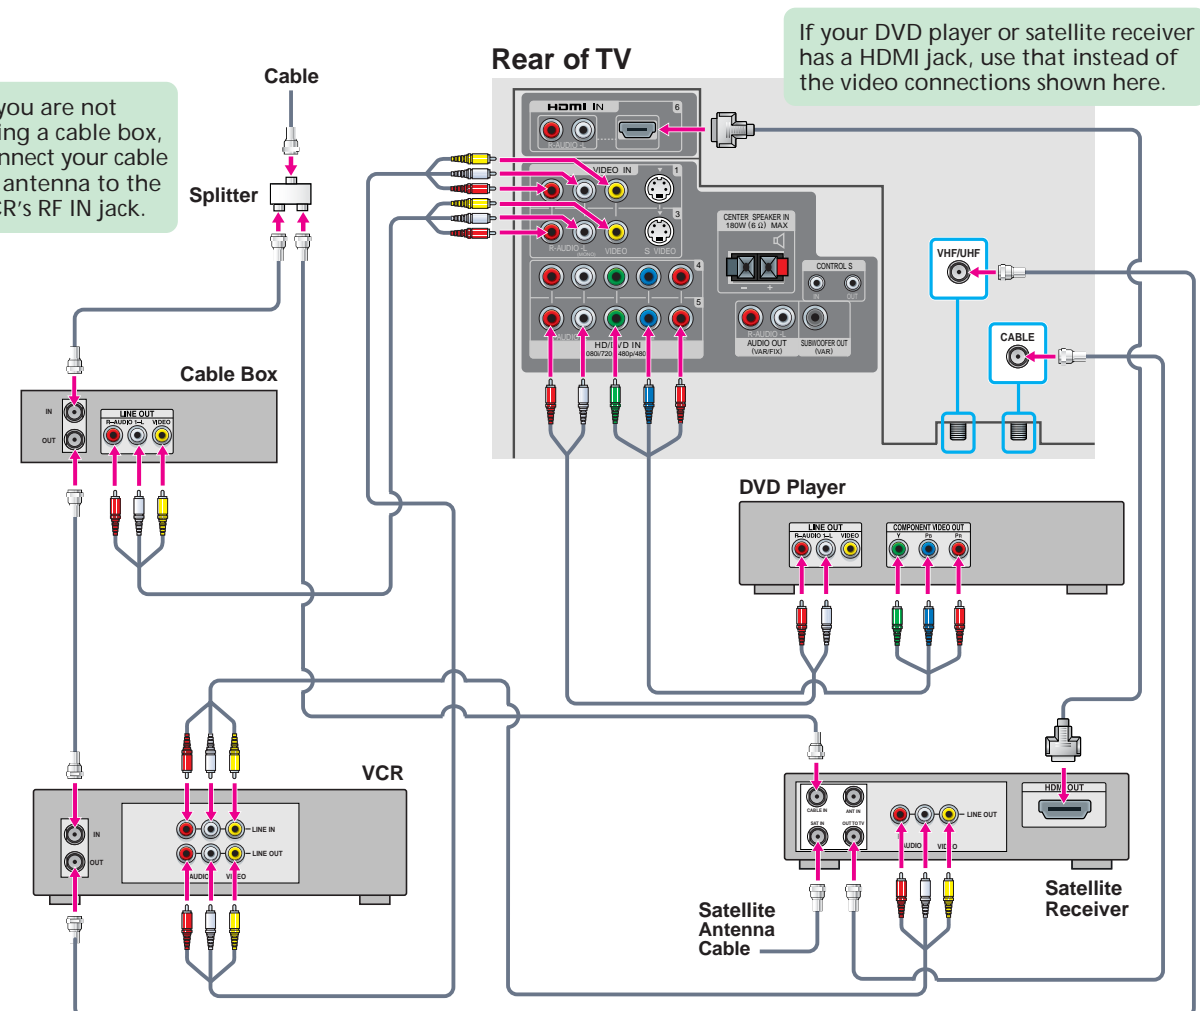 If your DVD player or satellite receiver
has a HDMI jack, use that instead of
the video connections shown here.
Rear of TV
Cable
you are not
a cable box,
your cable
antenna to the
RF IN jack.
Splitter
HDMI IN
6
R-AUDIO-L
VIDEO IN
1
3
R-AUDIO-L
(MONO)
VIDEO
S VIDEO
4
5
HD/DVD IN
CENTER SPEAKER IN
180W (6 Ω) MAX
CONTROL S
IN
OUT
R-AUDIO-L
AUDIO OUT
(VAR/FIX)
SUBWOOFER OUT
(VAR)
VHF/UHF
CABLE
Cable Box
IN
OUT
LINE OUT
R–AUDIO–L
VIDEO
DVD Player
LINE OUT
R–AUDIO–L
VIDEO
COMPONENT VIDEO OUT
Y
PB
PR
VCR
IN
OUT
LINE IN
LINE OUT
AUDIO
VIDEO
CABLE IN
ANT IN
SAT IN
OUT TO TV
LINE OUT
AUDIO
VIDEO
HDMI OUT
Satellite
Receiver
Satellite
Antenna
Cable